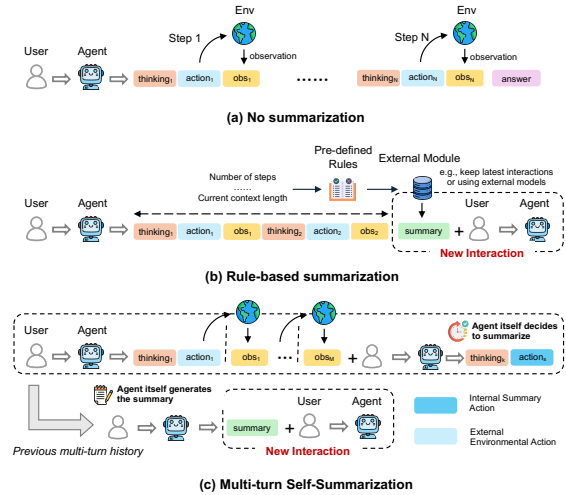 Env
Env
Step 1
Step N
User
Agent
observation
observation
thinking₁ action₁ obs₁ ...... thinkingN actionN obsN answer
(a) No summarization
Pre-defined
Rules
External Module
Number of steps
......
Current context length
e.g., keep latest interactions
or using external models
User
Agent
User
Agent
thinking₁ action₁ obs₁ thinking₂ action₂ obs₂ summary +
New Interaction
(b) Rule-based summarization
User
Agent
Agent itself decides
to summarize
thinking₁ action₁ obs₁ ... obsM + thinkingₖ actionₖ
Agent itself generates
the summary
User
Agent
summary +
New Interaction
Previous multi-turn history
Internal Summary
Action
External
Environmental Action
(c) Multi-turn Self-Summarization